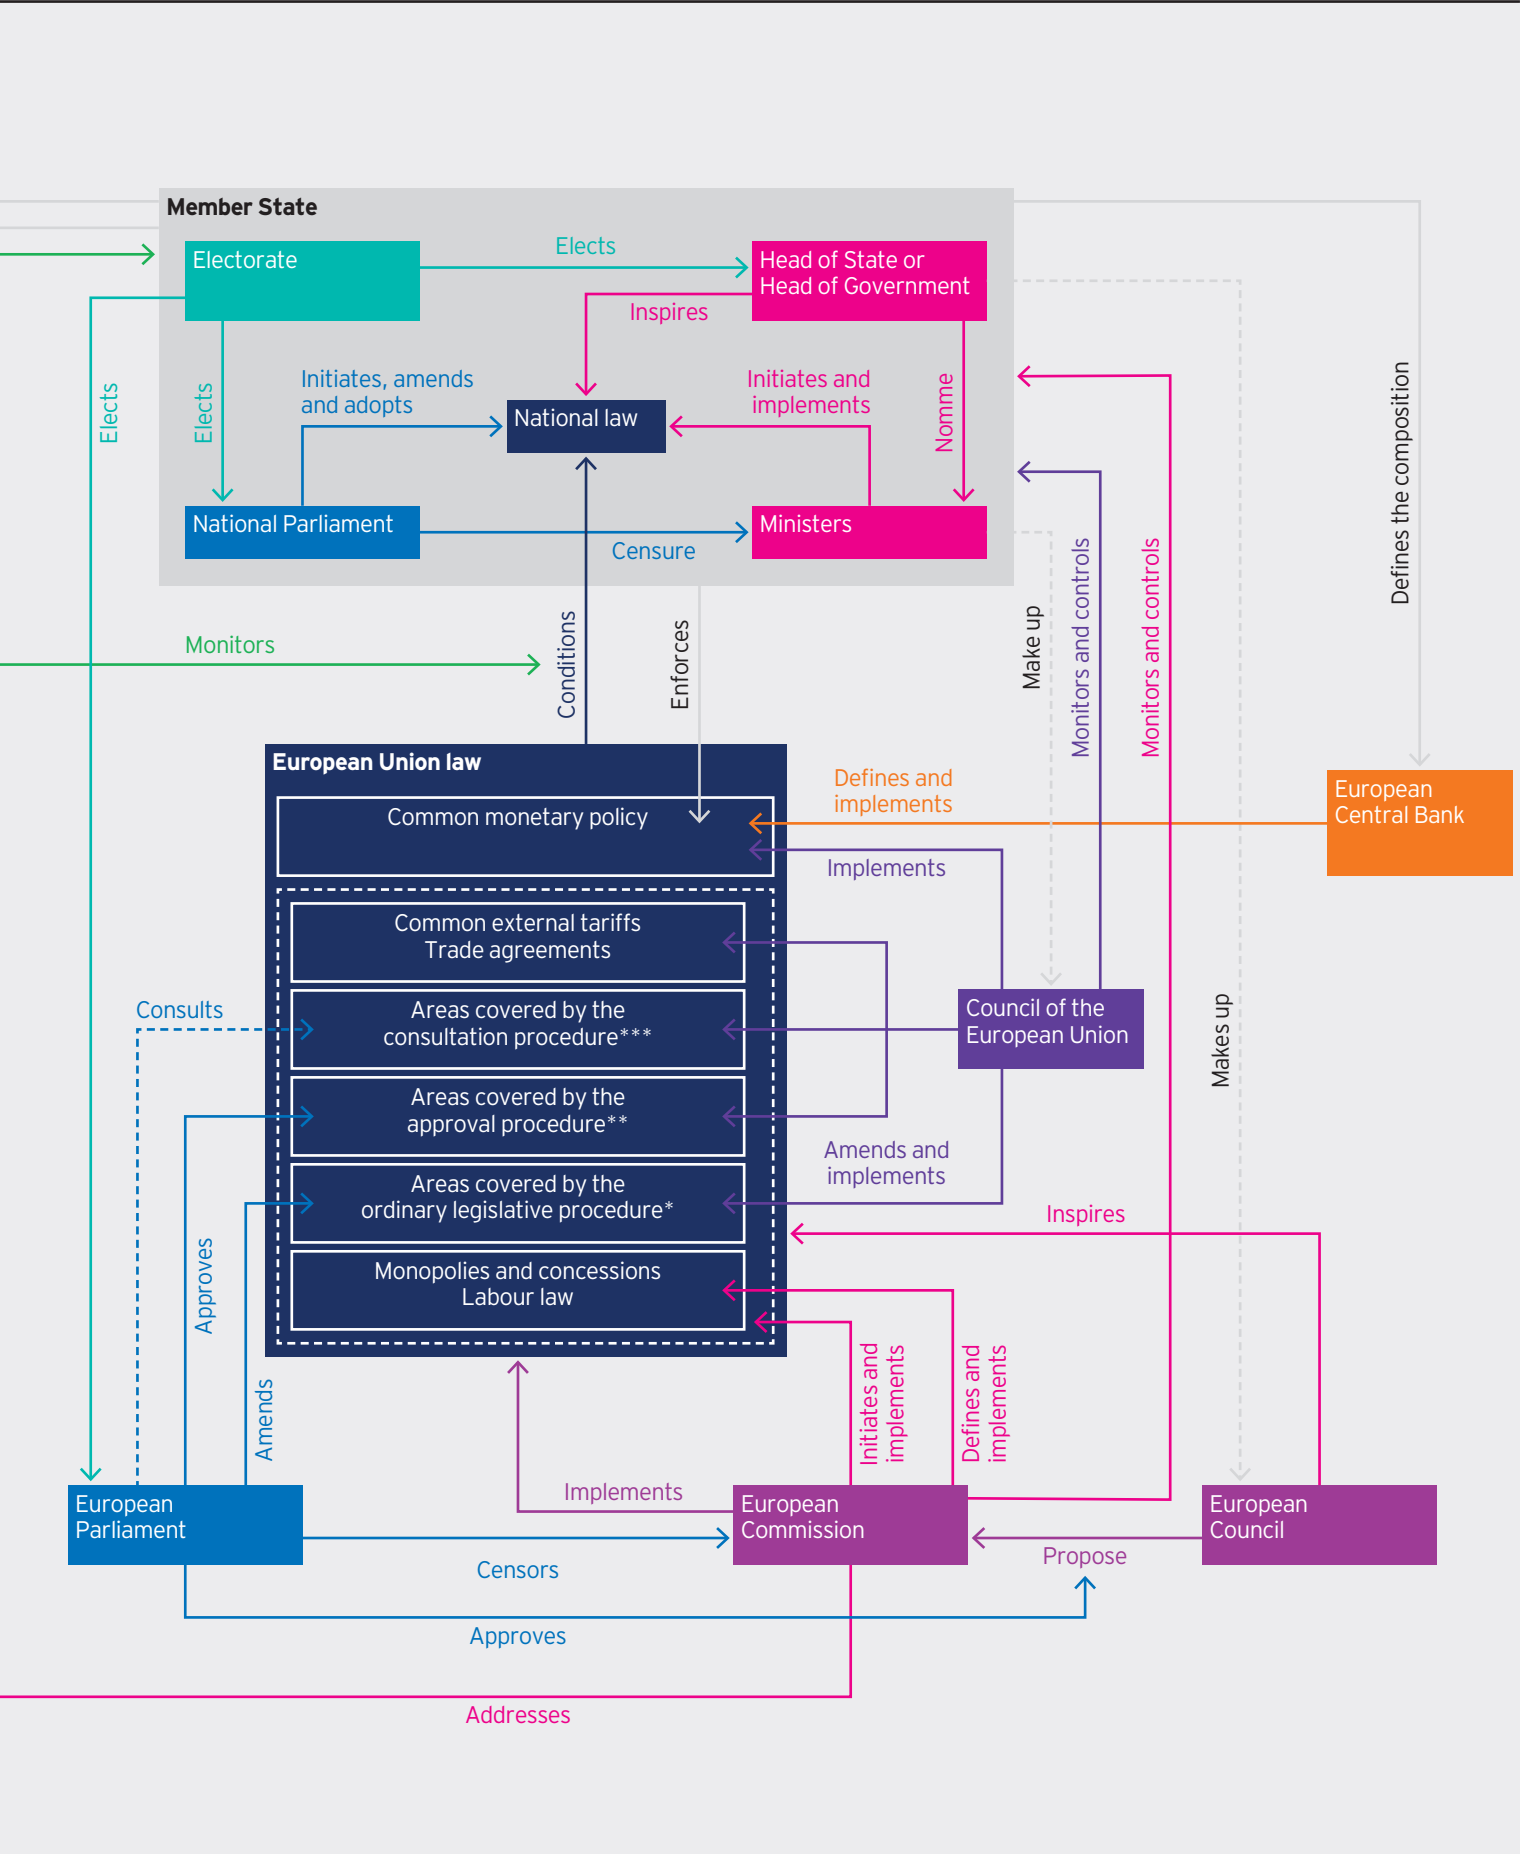 Member State
Electorate
Elects
Head of State or
Head of Government
Inspires
Elects
Elects
Initiates, amends
and adopts
National law
Initiates and
implements
Nomme
National Parliament
Censure
Ministers
Defines the composition
Monitors
Conditions
Enforces
Make up
Monitors and controls
Monitors and controls
European Union law
Common monetary policy
Defines and
implements
Implements
European
Central Bank
Common external tariffs
Trade agreements
Consults
Areas covered by the
consultation procedure***
Council of the
European Union
Makes up
Areas covered by the
approval procedure**
Amends and
implements
Areas covered by the
ordinary legislative procedure*
Inspires
Approves
Monopolies and concessions
Labour law
Amends
Initiates and
implements
Defines and
implements
European
Parliament
Implements
European
Commission
European
Council
Censors
Propose
Approves
Addresses